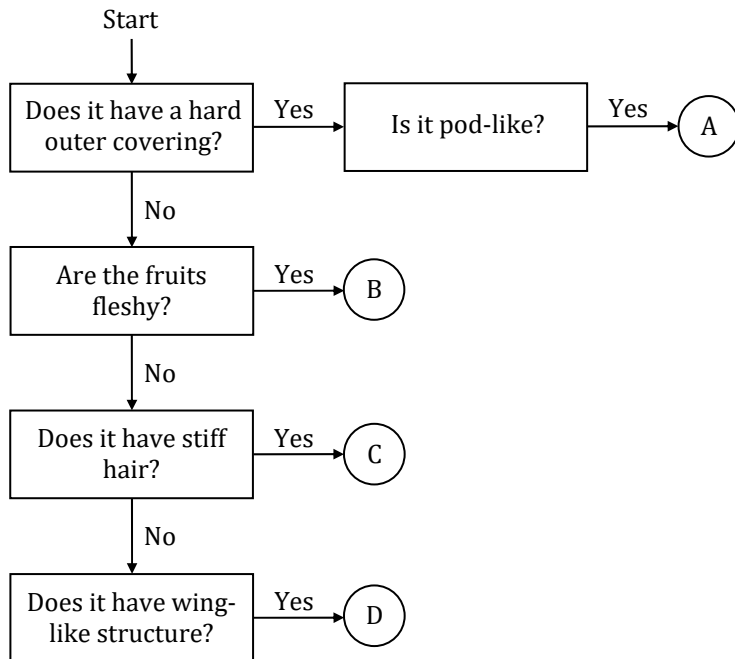 Start
Does it have a hard
outer covering?
Yes
Is it pod-like?
Yes
A
No
Are the fruits
fleshy?
Yes
B
No
Does it have stiff
hair?
Yes
C
No
Does it have wing-
like structure?
Yes
D